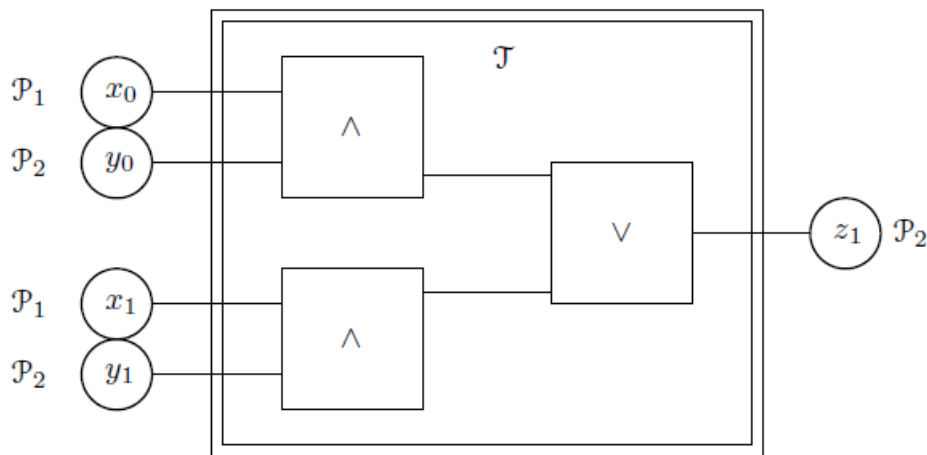 𝒯
𝒫₁ x₀
∧
𝒫₂ y₀
∨
z₁ 𝒫₂
𝒫₁ x₁
∧
𝒫₂ y₁